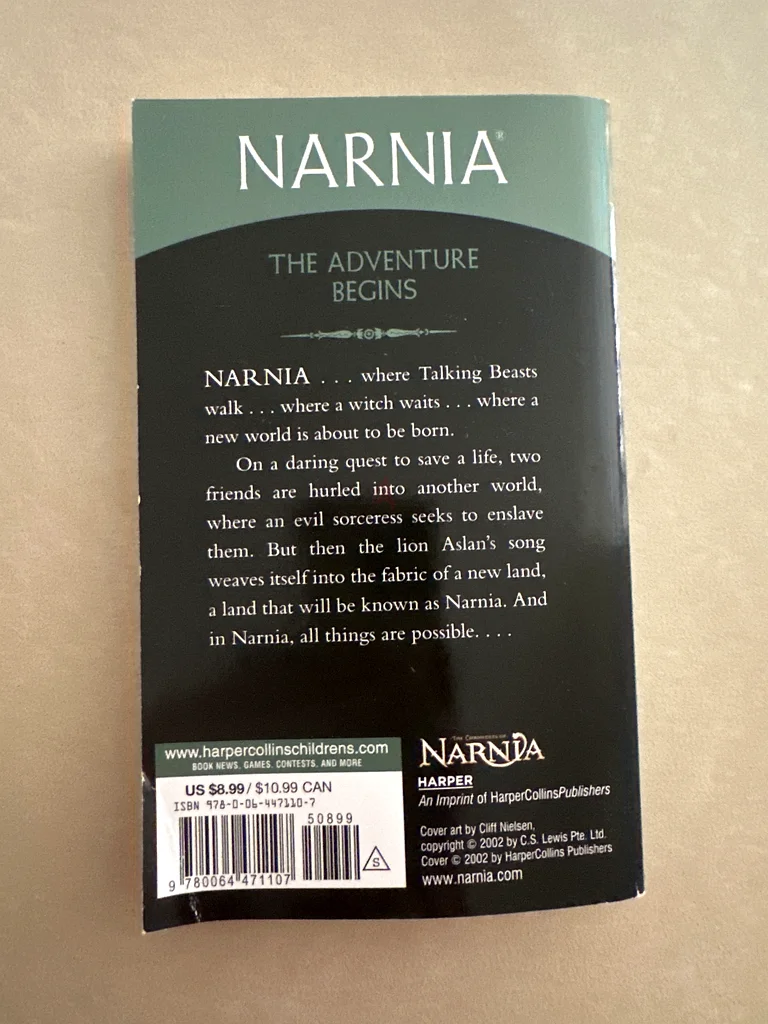 NARNIA®
THE ADVENTURE
BEGINS
NARNIA . . . where Talking Beasts
walk . . . where a witch waits . . . where a
new world is about to be born.
On a daring quest to save a life, two
friends are hurled into another world,
where an evil sorceress seeks to enslave
them. But then the lion Aslan's song
weaves itself into the fabric of a new land,
a land that will be known as Narnia. And
in Narnia, all things are possible. . . .
www.harpercollinschildrens.com
BOOK NEWS, GAMES, CONTESTS, AND MORE
US $8.99 / $10.99 CAN
ISBN 978-0-06-447110-7
50899
9 780064 471107
S
THE CHRONICLES OF
NARNIA
HARPER
An Imprint of HarperCollinsPublishers
Cover art by Cliff Nielsen,
copyright © 2002 by C.S. Lewis Pte. Ltd.
Cover © 2002 by HarperCollins Publishers
www.narnia.com